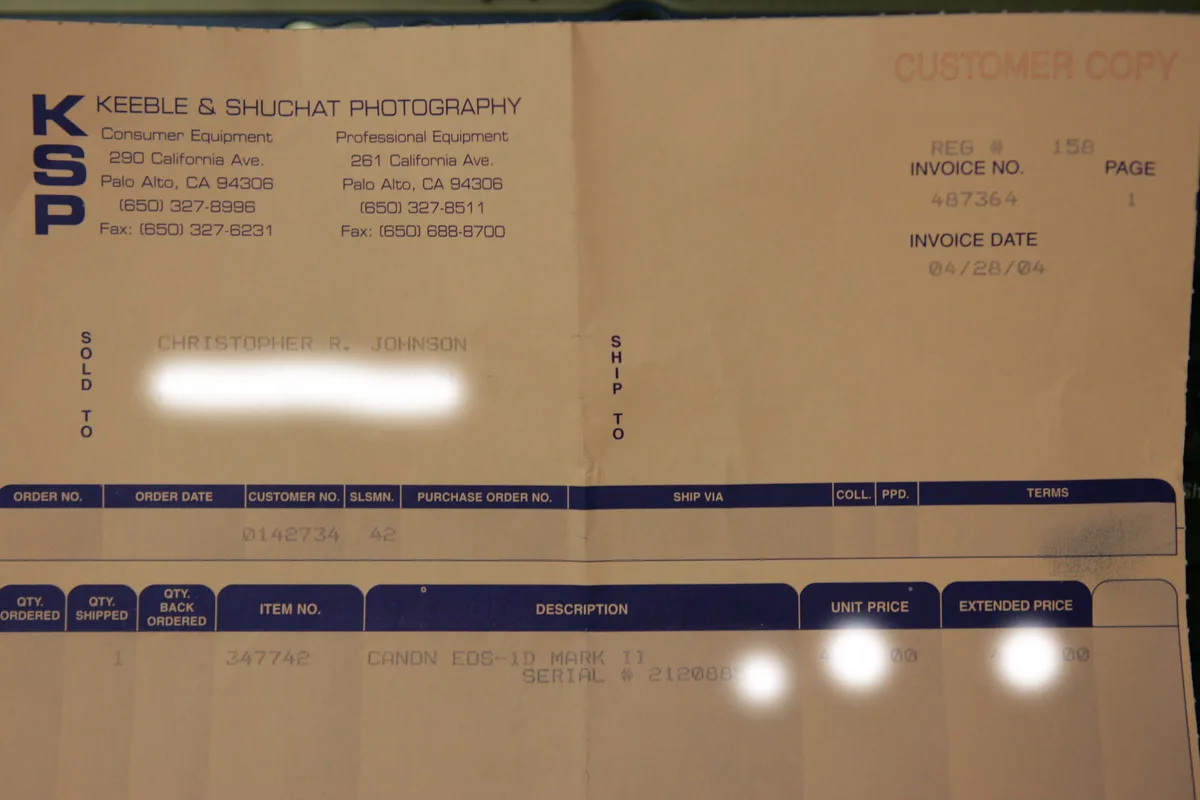 CUSTOMER COPY
KSP
KEEBLE & SHUCHAT PHOTOGRAPHY
Consumer Equipment
290 California Ave.
Palo Alto, CA 94306
(650) 327-8996
Fax: (650) 327-6231
Professional Equipment
261 California Ave.
Palo Alto, CA 94306
(650) 327-8511
Fax: (650) 688-8700
REG # 158
INVOICE NO. PAGE
487364 1
INVOICE DATE
04/28/04
SOLD TO
CHRISTOPHER R. JOHNSON
SHIP TO
ORDER NO. ORDER DATE CUSTOMER NO. SLSMN. PURCHASE ORDER NO. SHIP VIA COLL. PPD. TERMS
0142734 42
QTY. ORDERED QTY. SHIPPED QTY. BACK ORDERED ITEM NO. DESCRIPTION UNIT PRICE EXTENDED PRICE
1 347742 CANON EOS-1D MARK II 00 00
SERIAL # 212088